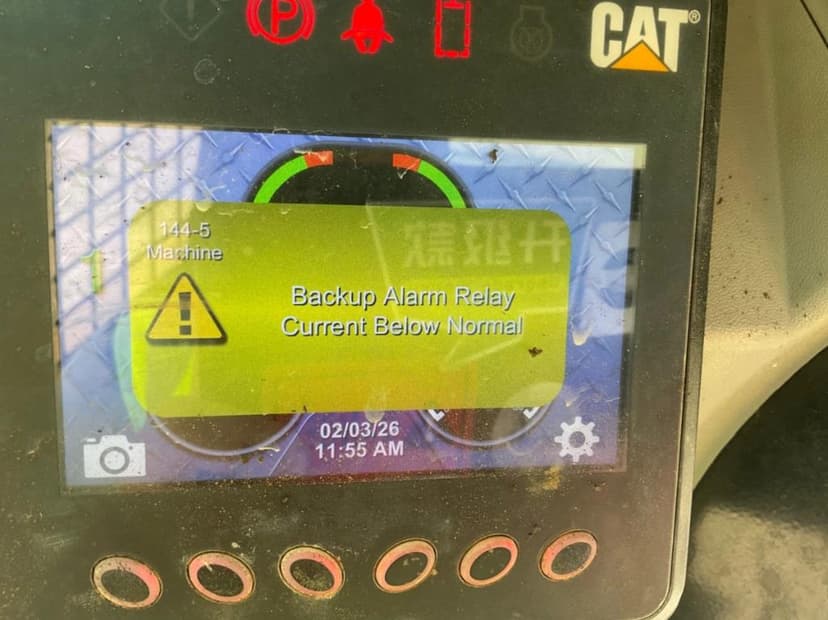 CAT®
144-5
Machine
Backup Alarm Relay
Current Below Normal
02/03/26
11:55 AM